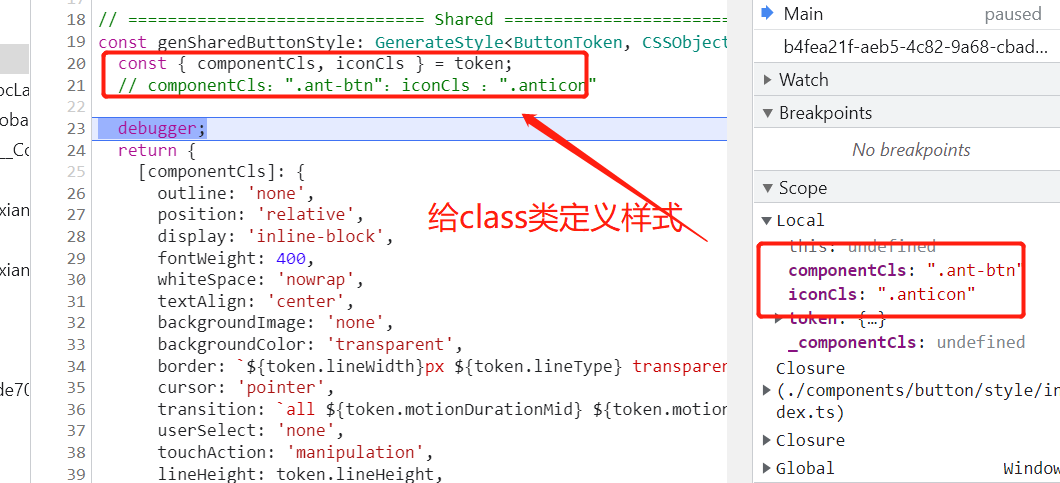 18 // ============================== Shared ========================
19 const genSharedButtonStyle: GenerateStyle<ButtonToken, CSSObject
20 const { componentCls, iconCls } = token;
21 // componentCls：".ant-btn"；iconCls ：".anticon"
22
23 debugger;
24 return {
25 [componentCls]: {
26 outline: 'none',
27 position: 'relative',
28 display: 'inline-block',
29 fontWeight: 400,
30 whiteSpace: 'nowrap',
31 textAlign: 'center',
32 backgroundImage: 'none',
33 backgroundColor: 'transparent',
34 border: `${token.lineWidth}px ${token.lineType} transparen
35 cursor: 'pointer',
36 transition: `all ${token.motionDurationMid} ${token.motion
37 userSelect: 'none',
38 touchAction: 'manipulation',
39 lineHeight: token.lineHeight,
给class类定义样式
ocLa
oba
__Co
xian
xian
de70
Main paused
b4fea21f-aeb5-4c82-9a68-cbad…
Watch
Breakpoints
No breakpoints
Scope
Local
this: undefined
componentCls: ".ant-btn"
iconCls: ".anticon"
token: {…}
_componentCls: undefined
Closure
(./components/button/style/in
dex.ts)
Closure
Global Window